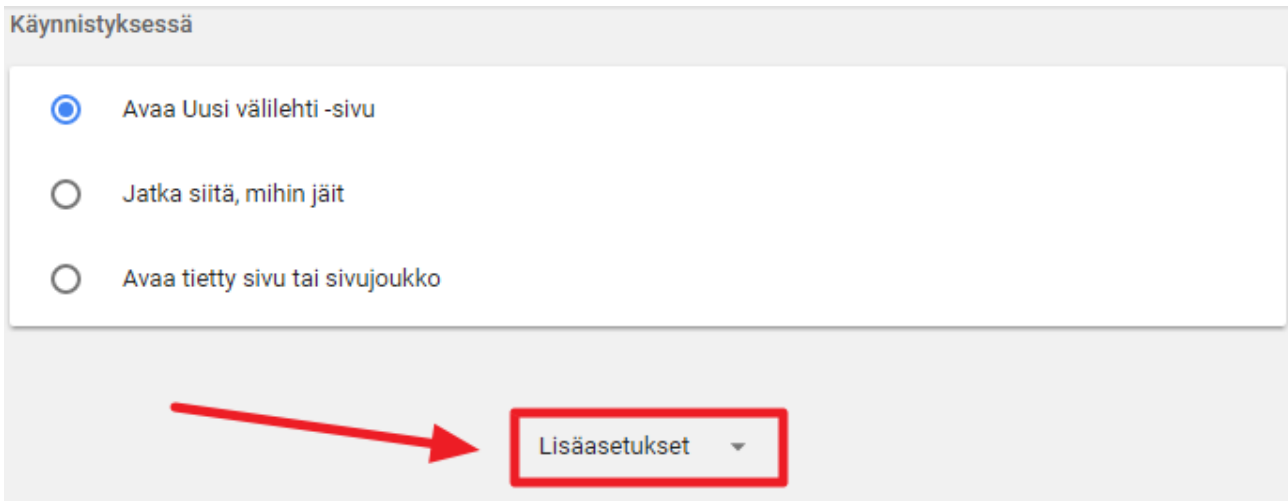 Käynnistyksessä
Avaa Uusi välilehti -sivu
Jatka siitä, mihin jäit
Avaa tietty sivu tai sivujoukko
Lisäasetukset